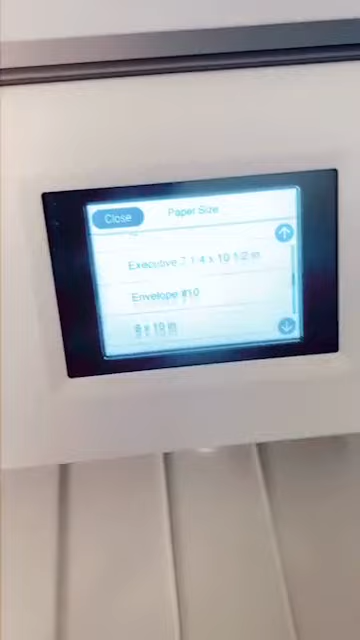 Close
Paper Size
Executive 7 1/4 x 10 1/2 in
Envelope #10
8 x 10 in